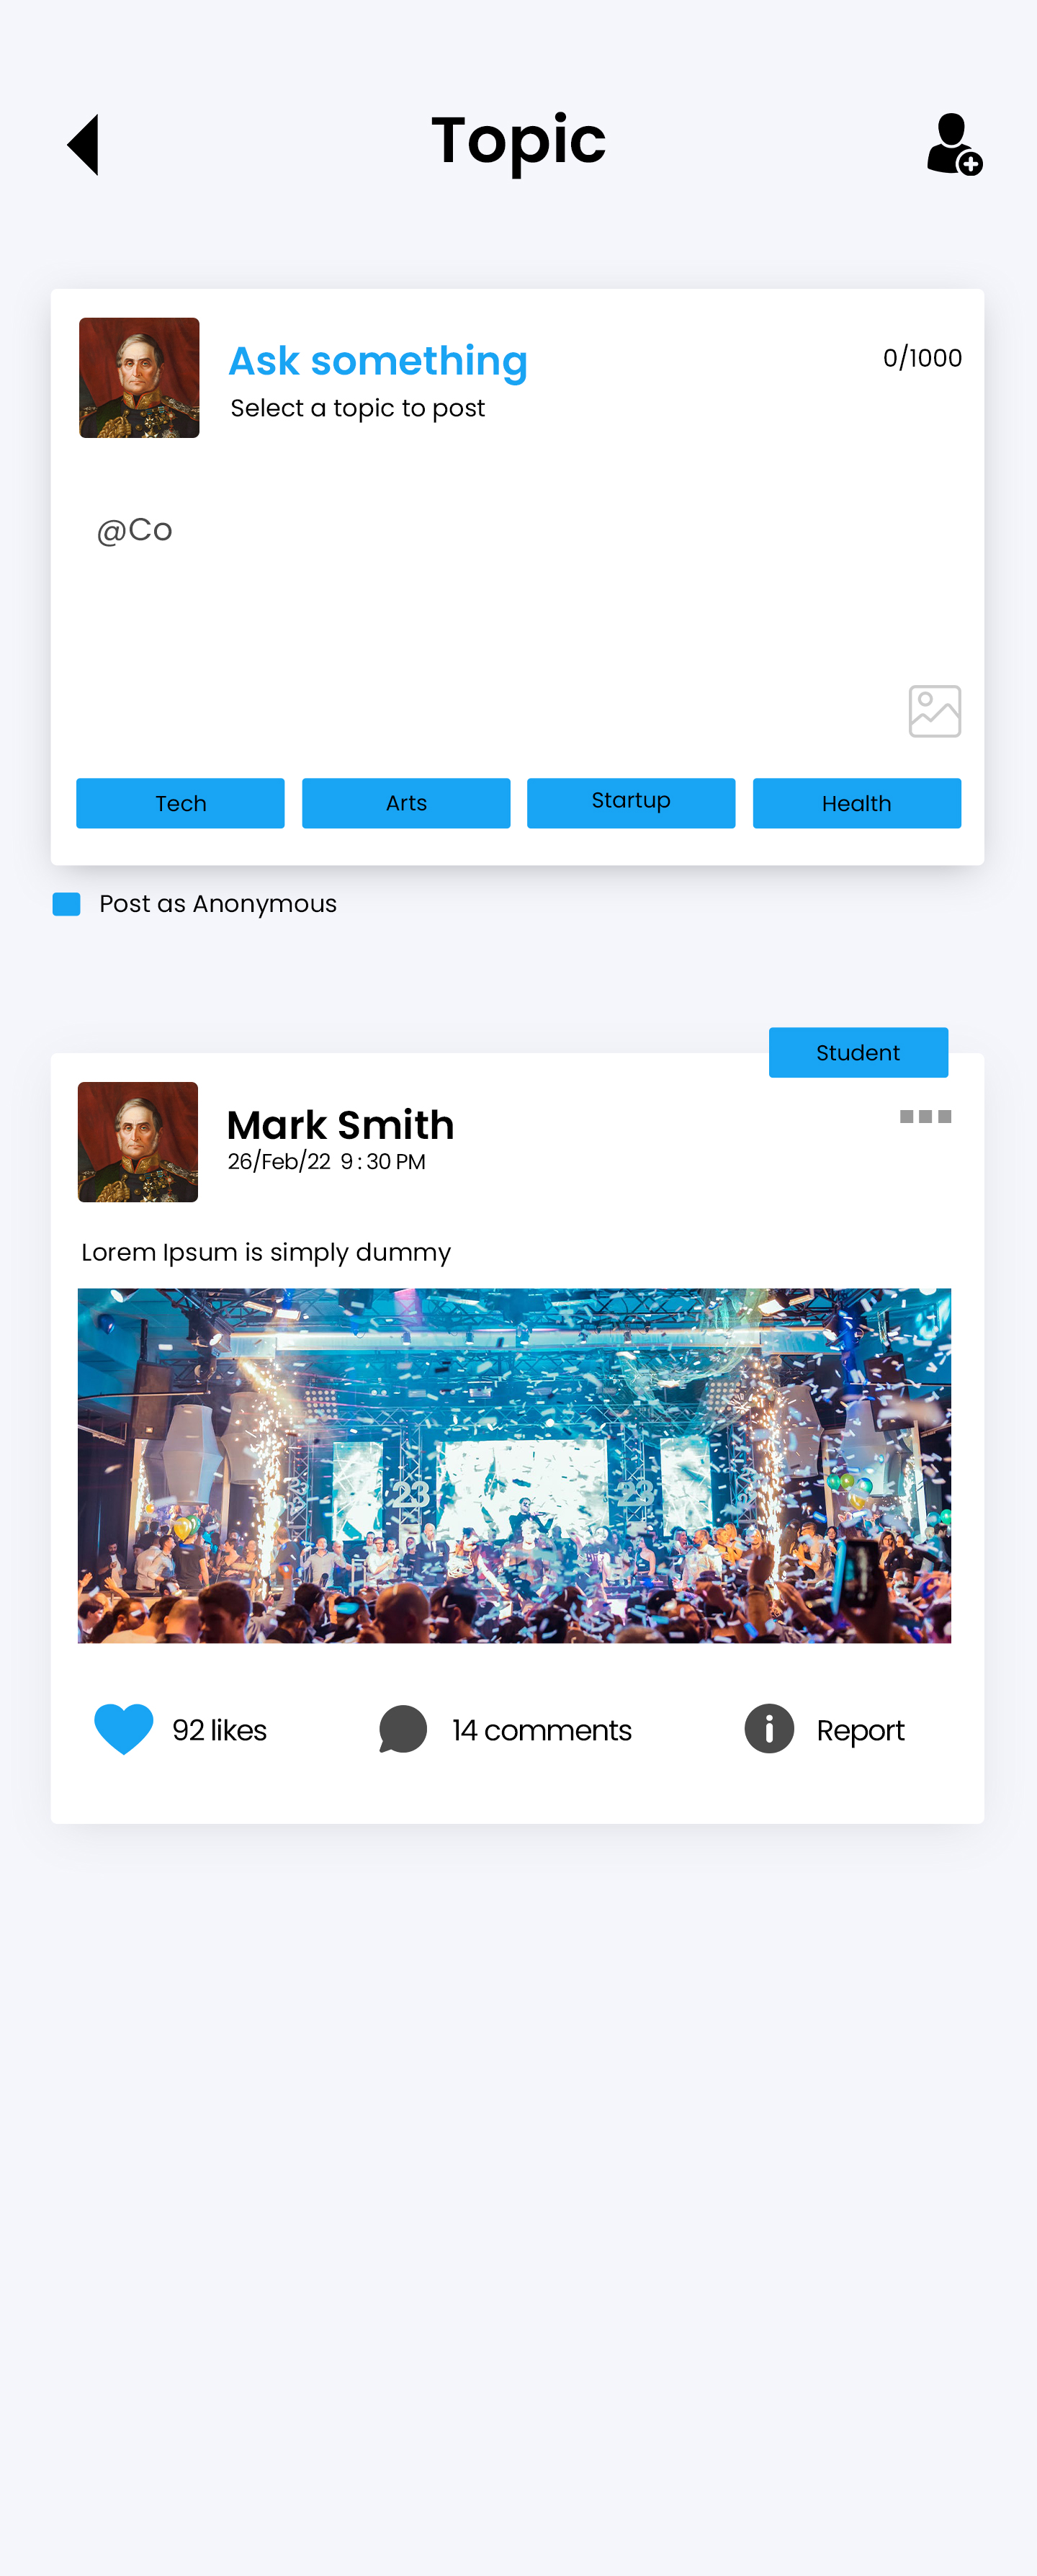 Topic
Ask something
0/1000
Select a topic to post
@Co
Tech
Arts
Startup
Health
Post as Anonymous
Student
Mark Smith
26/Feb/22 9 : 30 PM
Lorem Ipsum is simply dummy
23
23
92 likes
14 comments
Report